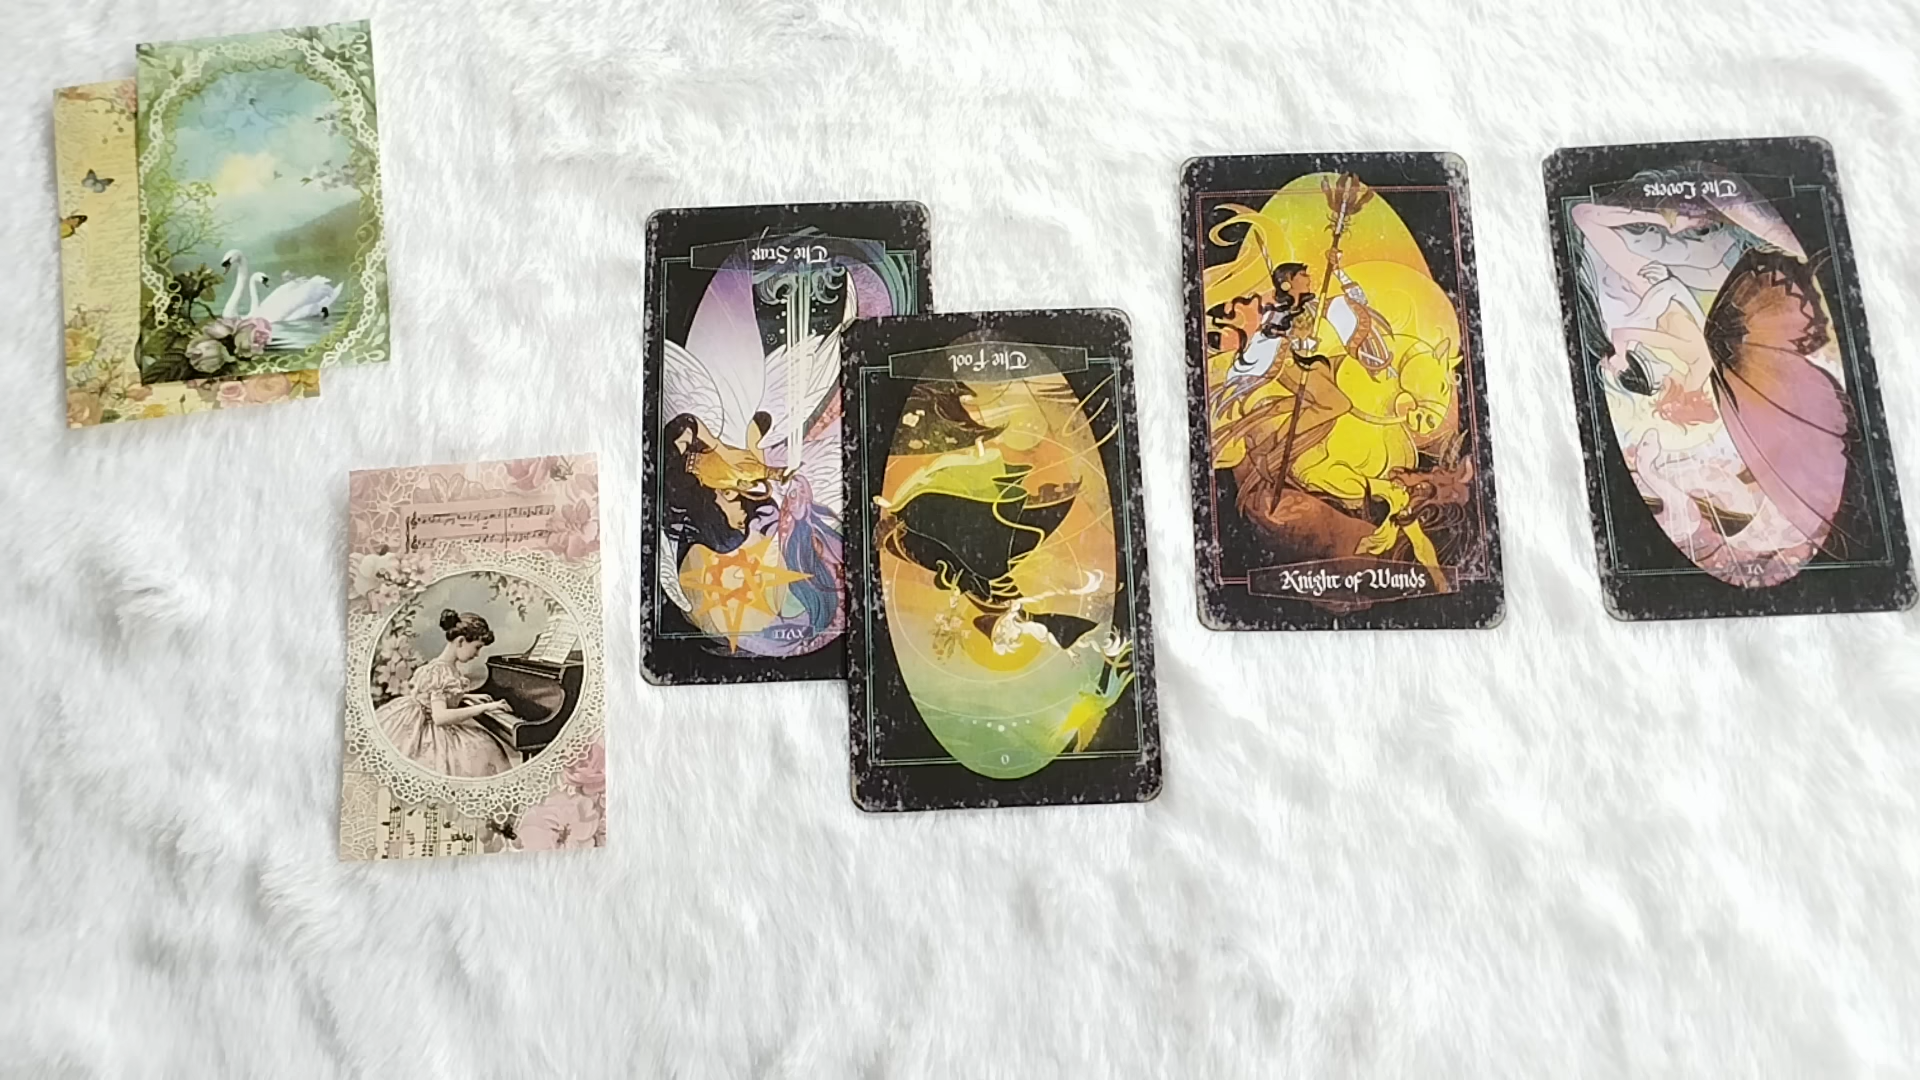 The Star
XVII
The Fool
0
Knight of Wands
The Lovers
VI